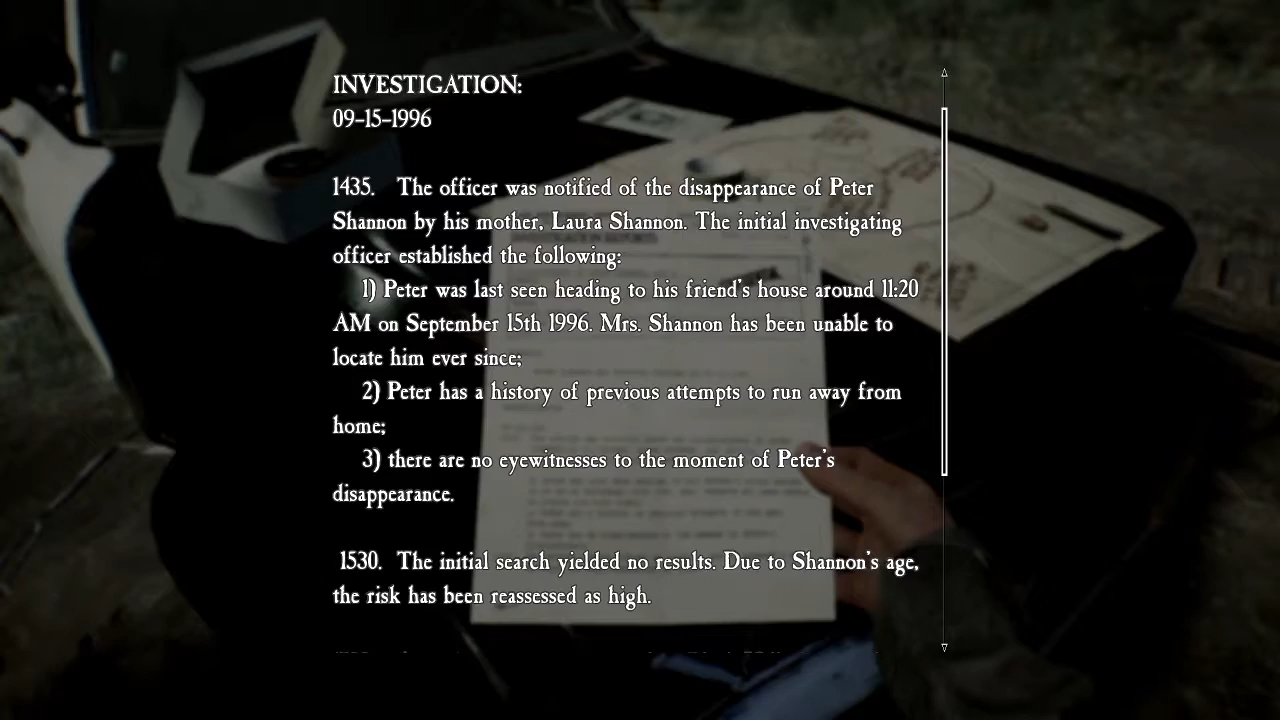 INVESTIGATION:
09-15-1996
1435. The officer was notified of the disappearance of Peter
Shannon by his mother, Laura Shannon. The initial investigating
officer established the following:
1) Peter was last seen heading to his friend's house around 11:20
AM on September 15th 1996. Mrs. Shannon has been unable to
locate him ever since;
2) Peter has a history of previous attempts to run away from
home;
3) there are no eyewitnesses to the moment of Peter's
disappearance.
1530. The initial search yielded no results. Due to Shannon's age,
the risk has been reassessed as high.